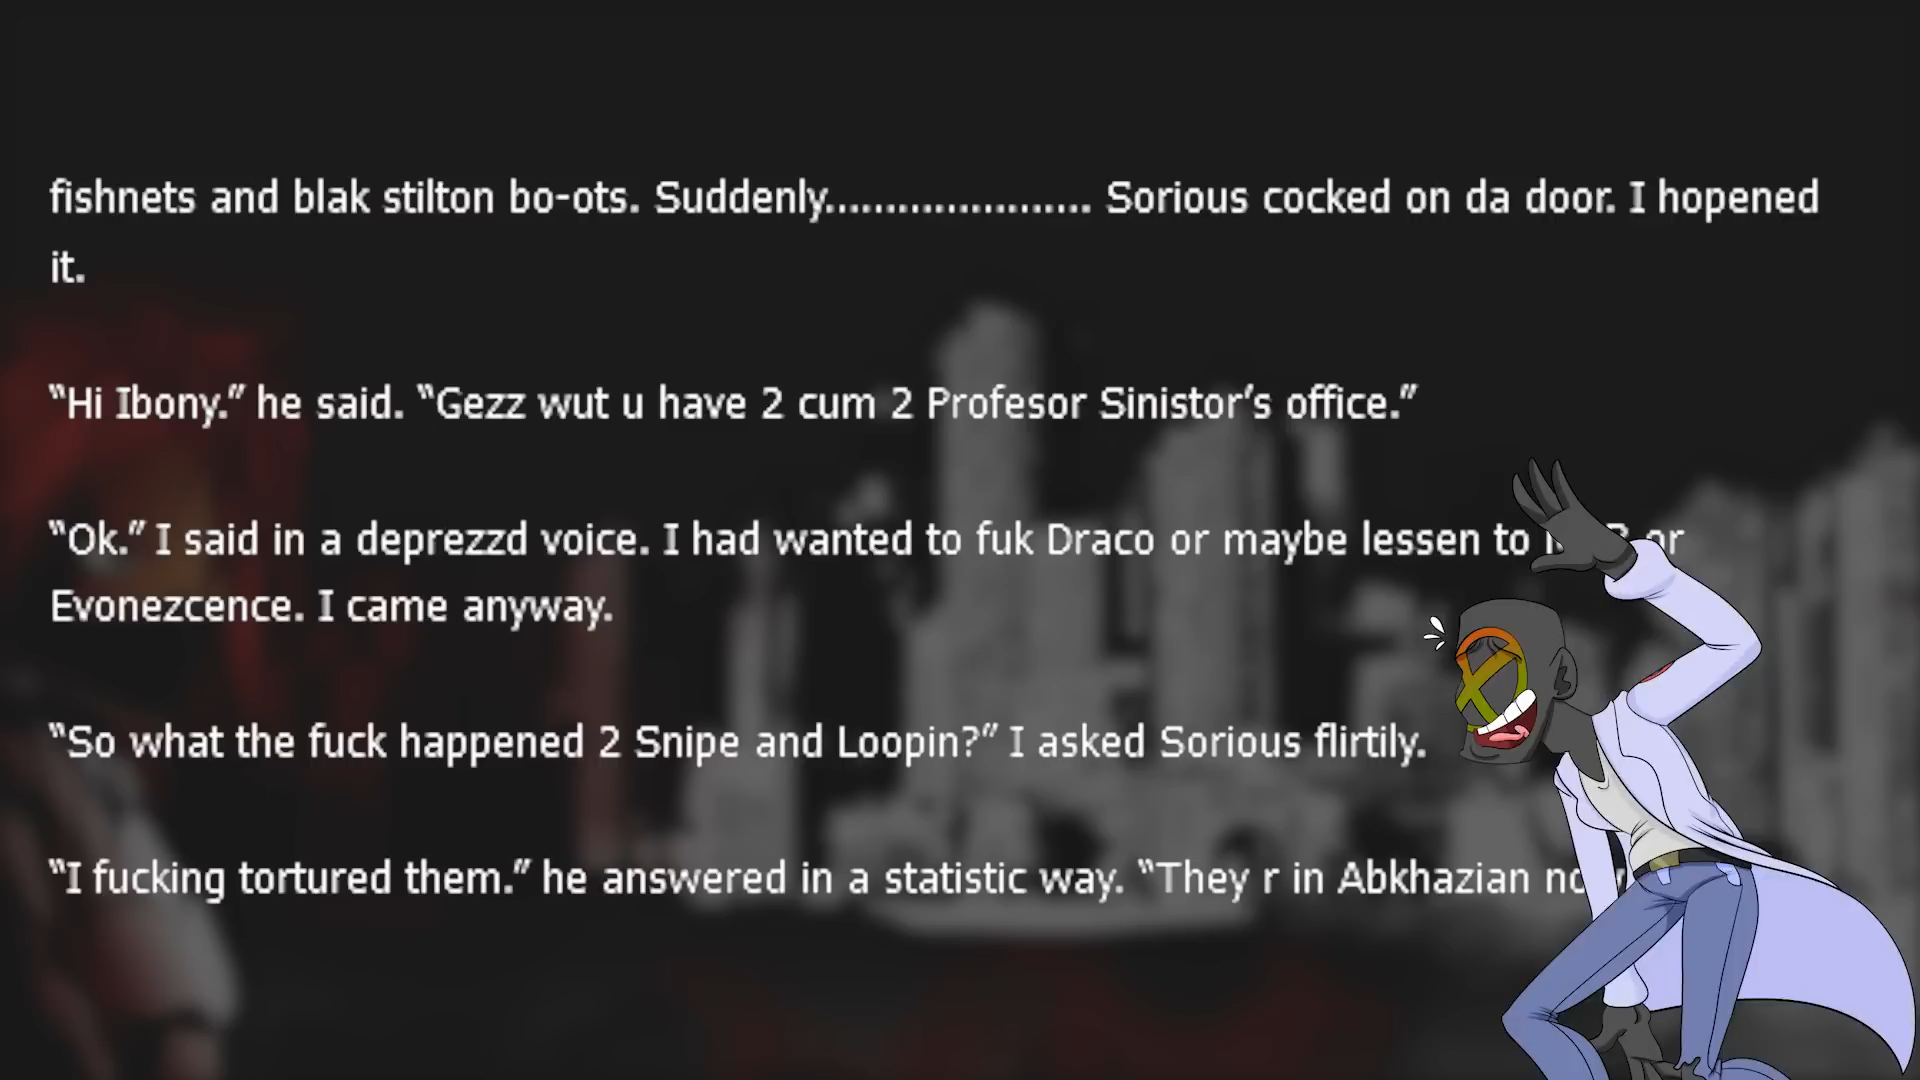 fishnets and blak stilton bo-ots. Suddenly...................... Sorious cocked on da door. I hopened
it.
“Hi Ibony.” he said. “Gezz wut u have 2 cum 2 Profesor Sinistor’s office.”
“Ok.” I said in a deprezzd voice. I had wanted to fuk Draco or maybe lessen to or
Evonezcence. I came anyway.
“So what the fuck happened 2 Snipe and Loopin?” I asked Sorious flirtily.
“I fucking tortured them.” he answered in a statistic way. “They r in Abkhazian